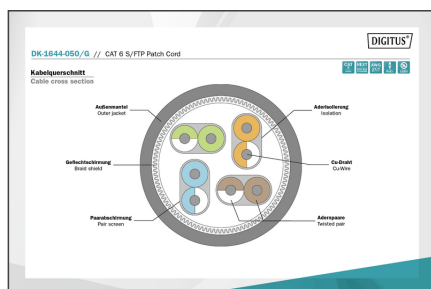 DIGITUS®
DK-1644-050/G // CAT 6 S/FTP Patch Cord
Kabelquerschnitt
Cable cross section
Außenmantel
Outer jacket
Aderisolierung
Isolation
Geflechtschirmung
Braid shield
Cu-Draht
Cu-Wire
Paarabschirmung
Pair screen
Adernpaare
Twisted pair